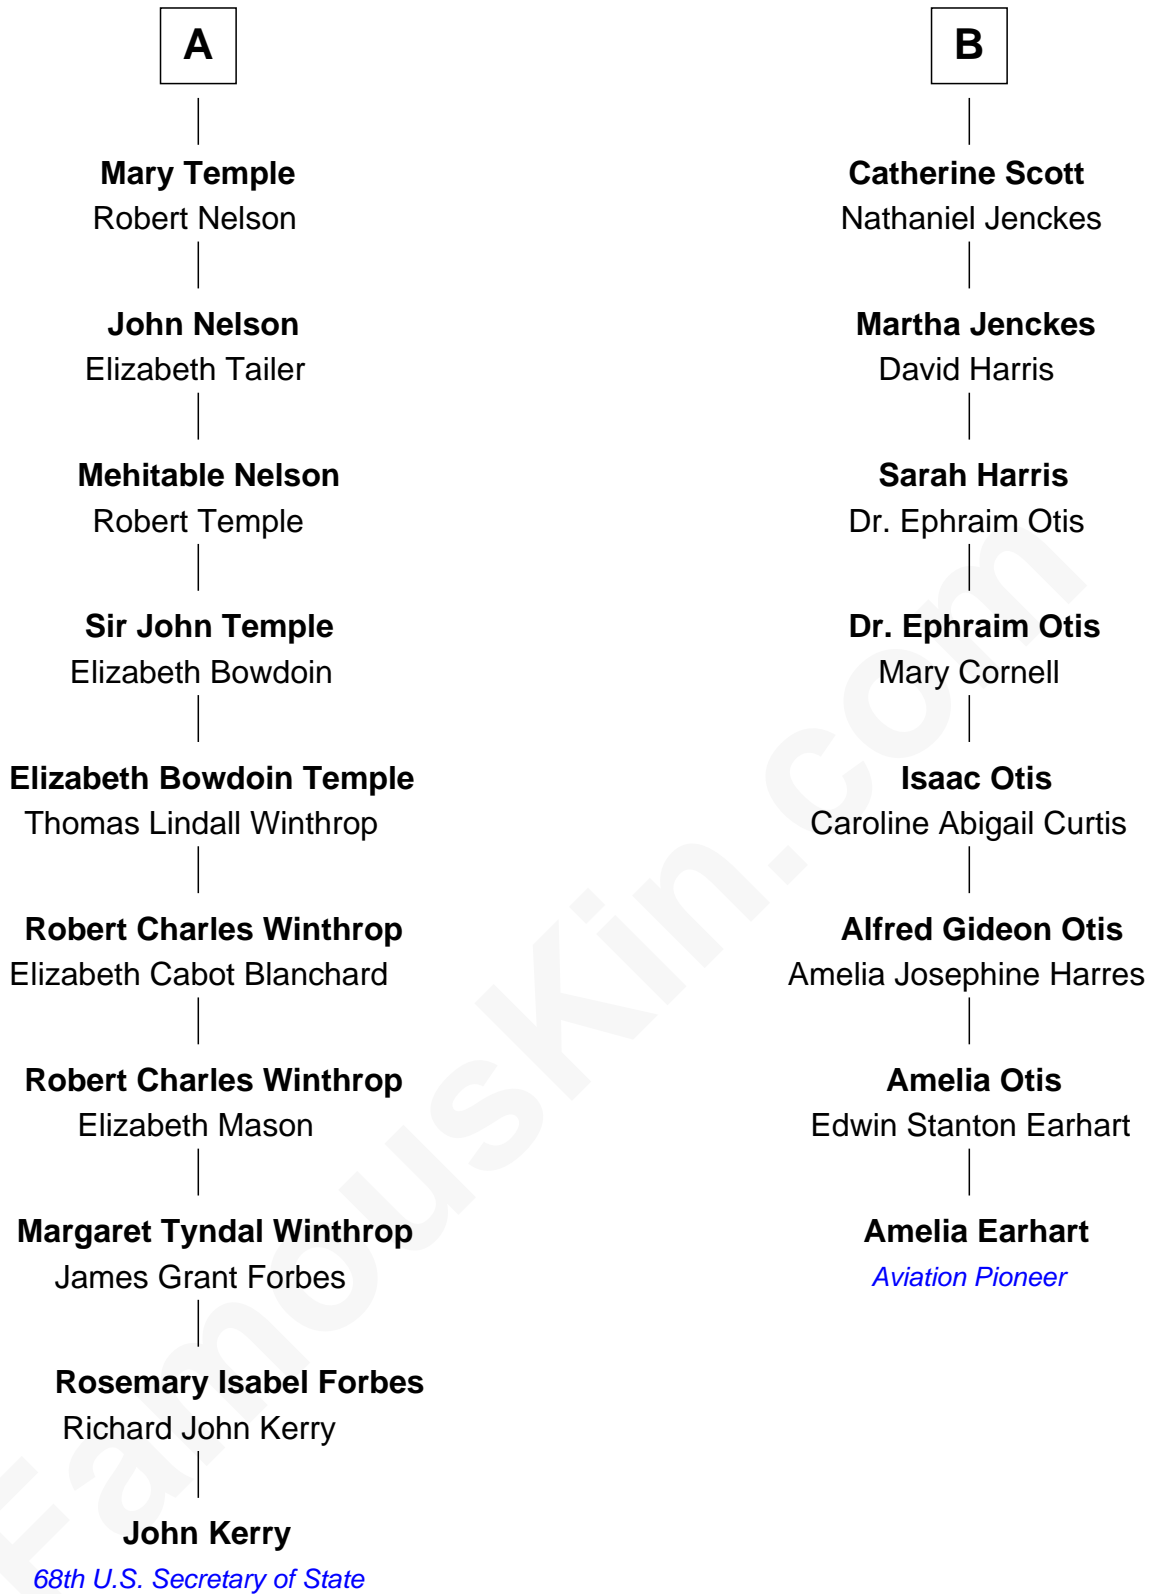 A
Mary Temple
Robert Nelson
John Nelson
Elizabeth Tailer
Mehitable Nelson
Robert Temple
Sir John Temple
Elizabeth Bowdoin
Elizabeth Bowdoin Temple
Thomas Lindall Winthrop
Robert Charles Winthrop
Elizabeth Cabot Blanchard
Robert Charles Winthrop
Elizabeth Mason
Margaret Tyndal Winthrop
James Grant Forbes
Rosemary Isabel Forbes
Richard John Kerry
John Kerry
68th U.S. Secretary of State
B
Catherine Scott
Nathaniel Jenckes
Martha Jenckes
David Harris
Sarah Harris
Dr. Ephraim Otis
Dr. Ephraim Otis
Mary Cornell
Isaac Otis
Caroline Abigail Curtis
Alfred Gideon Otis
Amelia Josephine Harres
Amelia Otis
Edwin Stanton Earhart
Amelia Earhart
Aviation Pioneer
FamousKin.com